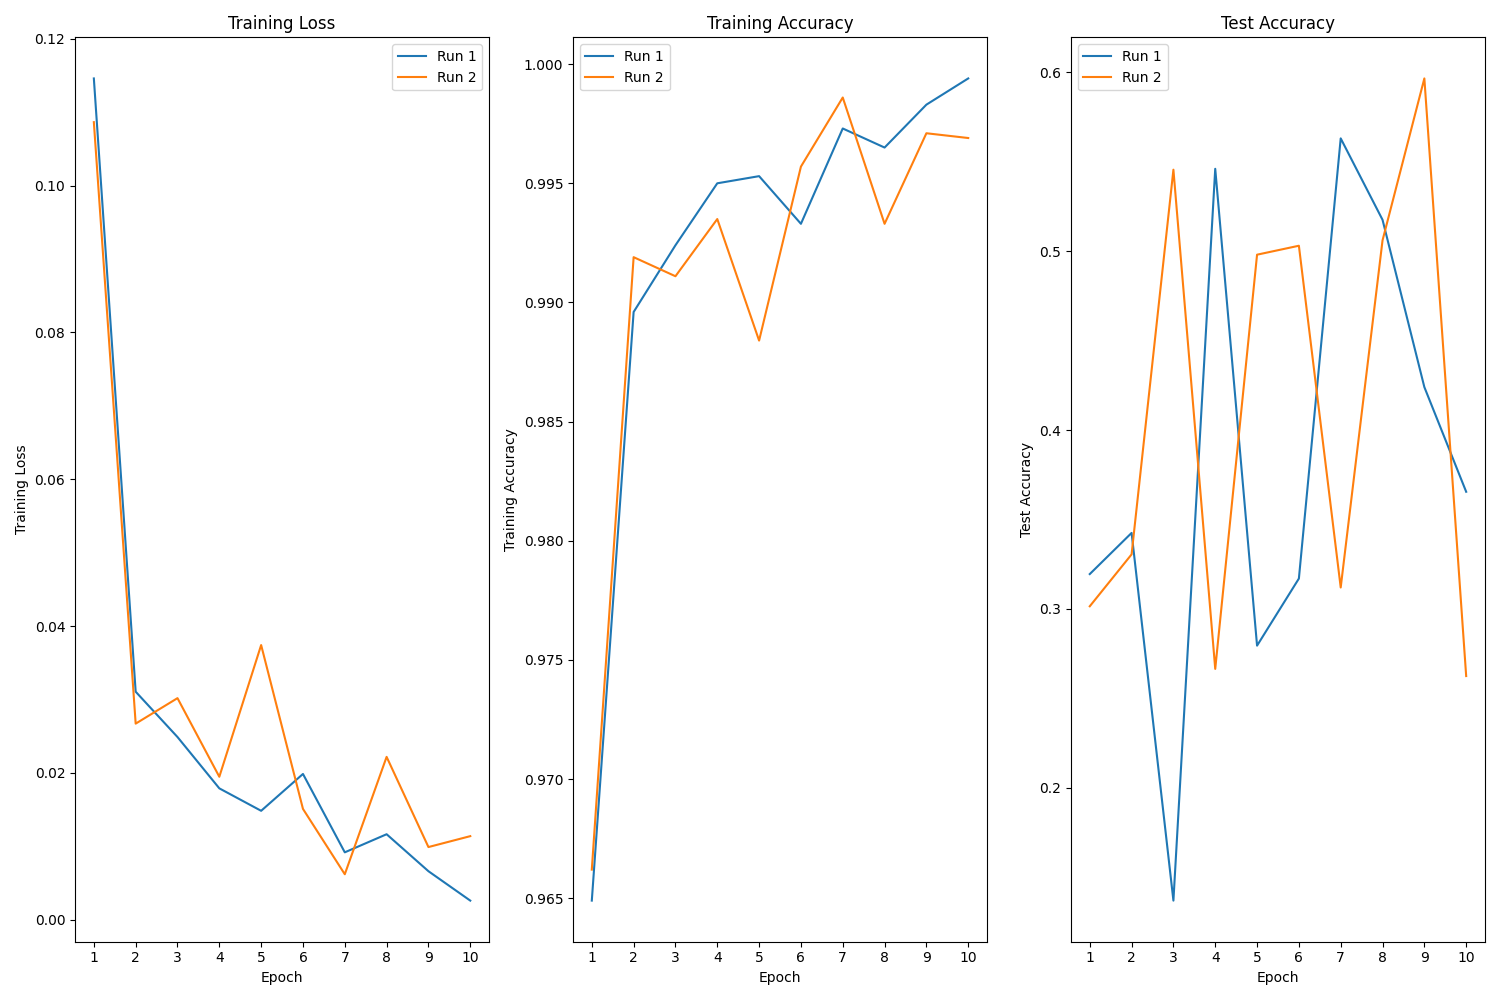 Training Loss
Training Loss
0.12
0.10
0.08
0.06
0.04
0.02
0.00
Run 1
Run 2
1 2 3 4 5 6 7 8 9 10
Epoch
Training Accuracy
Training Accuracy
1.000
0.995
0.990
0.985
0.980
0.975
0.970
0.965
Run 1
Run 2
1 2 3 4 5 6 7 8 9 10
Epoch
Test Accuracy
Test Accuracy
0.6
0.5
0.4
0.3
0.2
Run 1
Run 2
1 2 3 4 5 6 7 8 9 10
Epoch